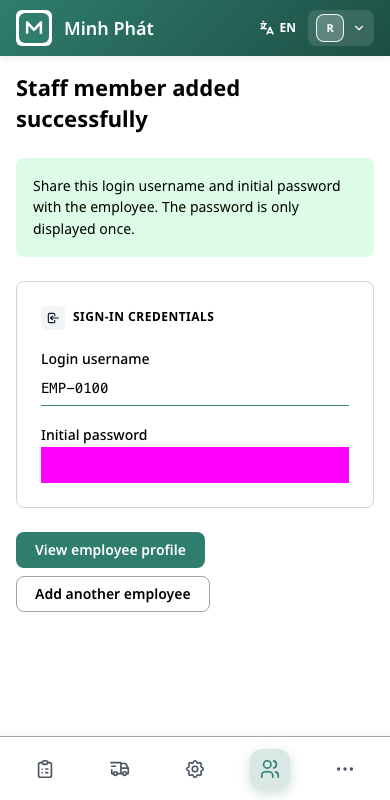 Minh Phát
EN
R
Staff member added
successfully
Share this login username and initial password
with the employee. The password is only
displayed once.
SIGN-IN CREDENTIALS
Login username
EMP-0100
Initial password
View employee profile
Add another employee